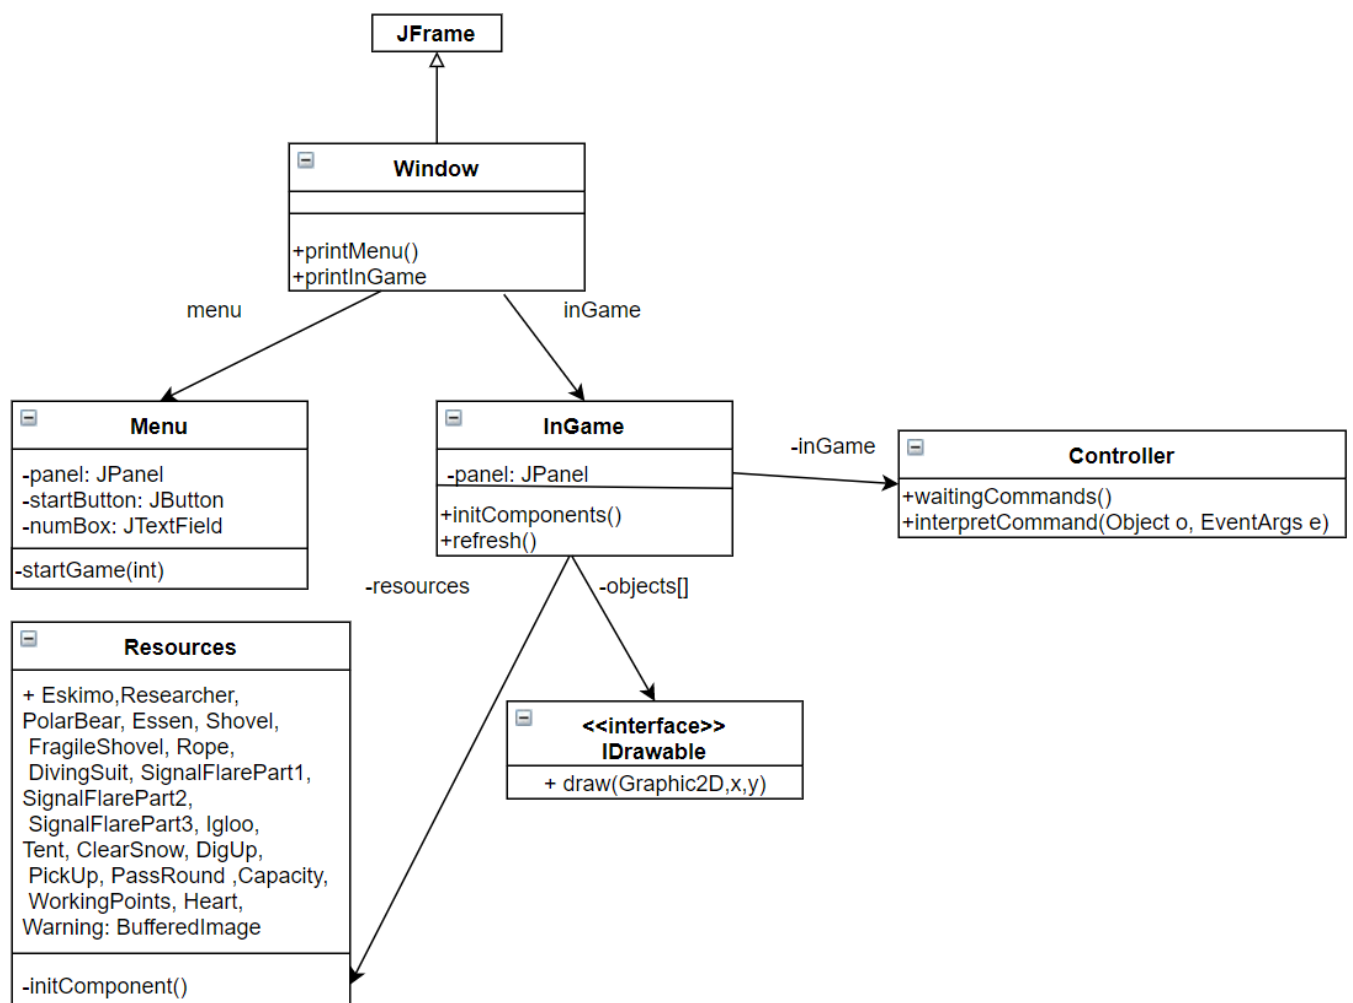 JFrame
Window
+printMenu()
+printInGame
menu
inGame
Menu
-panel: JPanel
-startButton: JButton
-numBox: JTextField
-startGame(int)
InGame
-panel: JPanel
+initComponents()
+refresh()
-inGame
Controller
+waitingCommands()
+interpretCommand(Object o, EventArgs e)
-resources
-objects[]
Resources
+ Eskimo,Researcher,
PolarBear, Essen, Shovel,
FragileShovel, Rope,
DivingSuit, SignalFlarePart1,
SignalFlarePart2,
SignalFlarePart3, Igloo,
Tent, ClearSnow, DigUp,
PickUp, PassRound ,Capacity,
WorkingPoints, Heart,
Warning: BufferedImage
-initComponent()
<<interface>>
IDrawable
+ draw(Graphic2D,x,y)